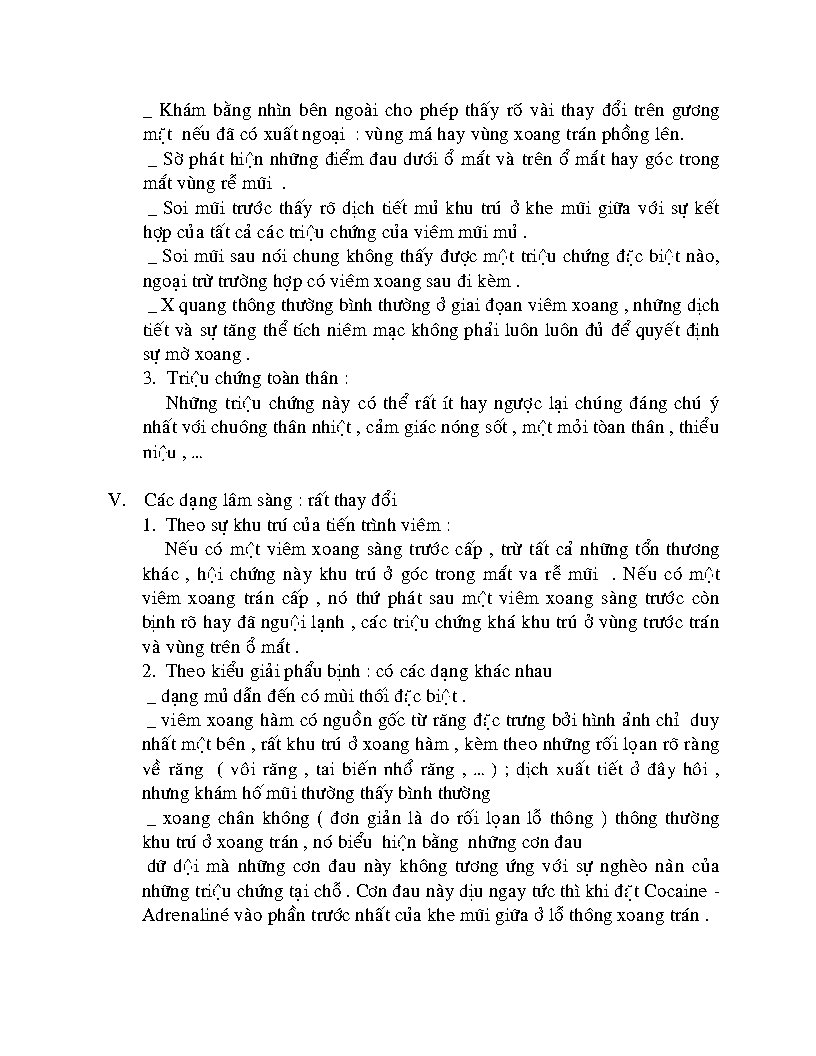 _ Khám bằng nhìn bên ngoài cho phép thấy rố vài thay đổi trên gương
mặt nếu đã có xuất ngoại : vùng má hay vùng xoang trán phồng lên.
_ Sờ phát hiện những điểm đau dưới ổ mắt và trên ổ mắt hay góc trong
mắt vùng rễ mũi .
_ Soi mũi trước thấy rõ dịch tiết mủ khu trú ở khe mũi giữa với sự kết
hợp của tất cả các triệu chứng của viêm mũi mủ .
_ Soi mũi sau nói chung không thấy được một triệu chứng đặc biệt nào,
ngoại trừ trường hợp có viêm xoang sau đi kèm .
_ X quang thông thường bình thường ở giai đọan viêm xoang , những dịch
tiết và sự tăng thể tích niêm mạc không phải luôn luôn đủ để quyết định
sự mờ xoang .
3. Triệu chứng toàn thân :
Những triệu chứng này có thể rất ít hay ngược lại chúng đáng chú ý
nhất với chuông thân nhiệt , cảm giác nóng sốt , mệt mỏi tòan thân , thiểu
niệu , ...
V. Các dạng lâm sàng : rất thay đổi
1. Theo sự khu trú của tiến trình viêm :
Nếu có một viêm xoang sàng trước cấp , trừ tất cả những tổn thương
khác , hội chứng này khu trú ở góc trong mắt va rễ mũi . Nếu có một
viêm xoang trán cấp , nó thứ phát sau một viêm xoang sàng trước còn
bịnh rõ hay đã nguội lạnh , các triệu chứng khá khu trú ở vùng trước trán
và vùng trên ổ mắt .
2. Theo kiểu giải phẩu bịnh : có các dạng khác nhau
_ dạng mủ dẫn đến có mùi thối đặc biệt .
_ viêm xoang hàm có nguồn gốc từ răng đặc trưng bởi hình ảnh chỉ duy
nhất một bên , rất khu trú ở xoang hàm , kèm theo những rối lọan rõ ràng
về răng ( vôi răng , tai biến nhổ răng , ... ) ; dịch xuất tiết ở đây hôi ,
nhưng khám hố mũi thường thấy bình thường
_ xoang chân không ( đơn giản là do rối lọan lỗ thông ) thông thường
khu trú ở xoang trán , nó biểu hiện bằng những cơn đau
dữ dội mà những cơn đau này không tương ứng với sự nghèo nàn của
những triệu chứng tại chỗ . Cơn đau này dịu ngay tức thì khi đặt Cocaine -
Adrenaliné vào phần trước nhất của khe mũi giữa ở lỗ thông xoang trán .